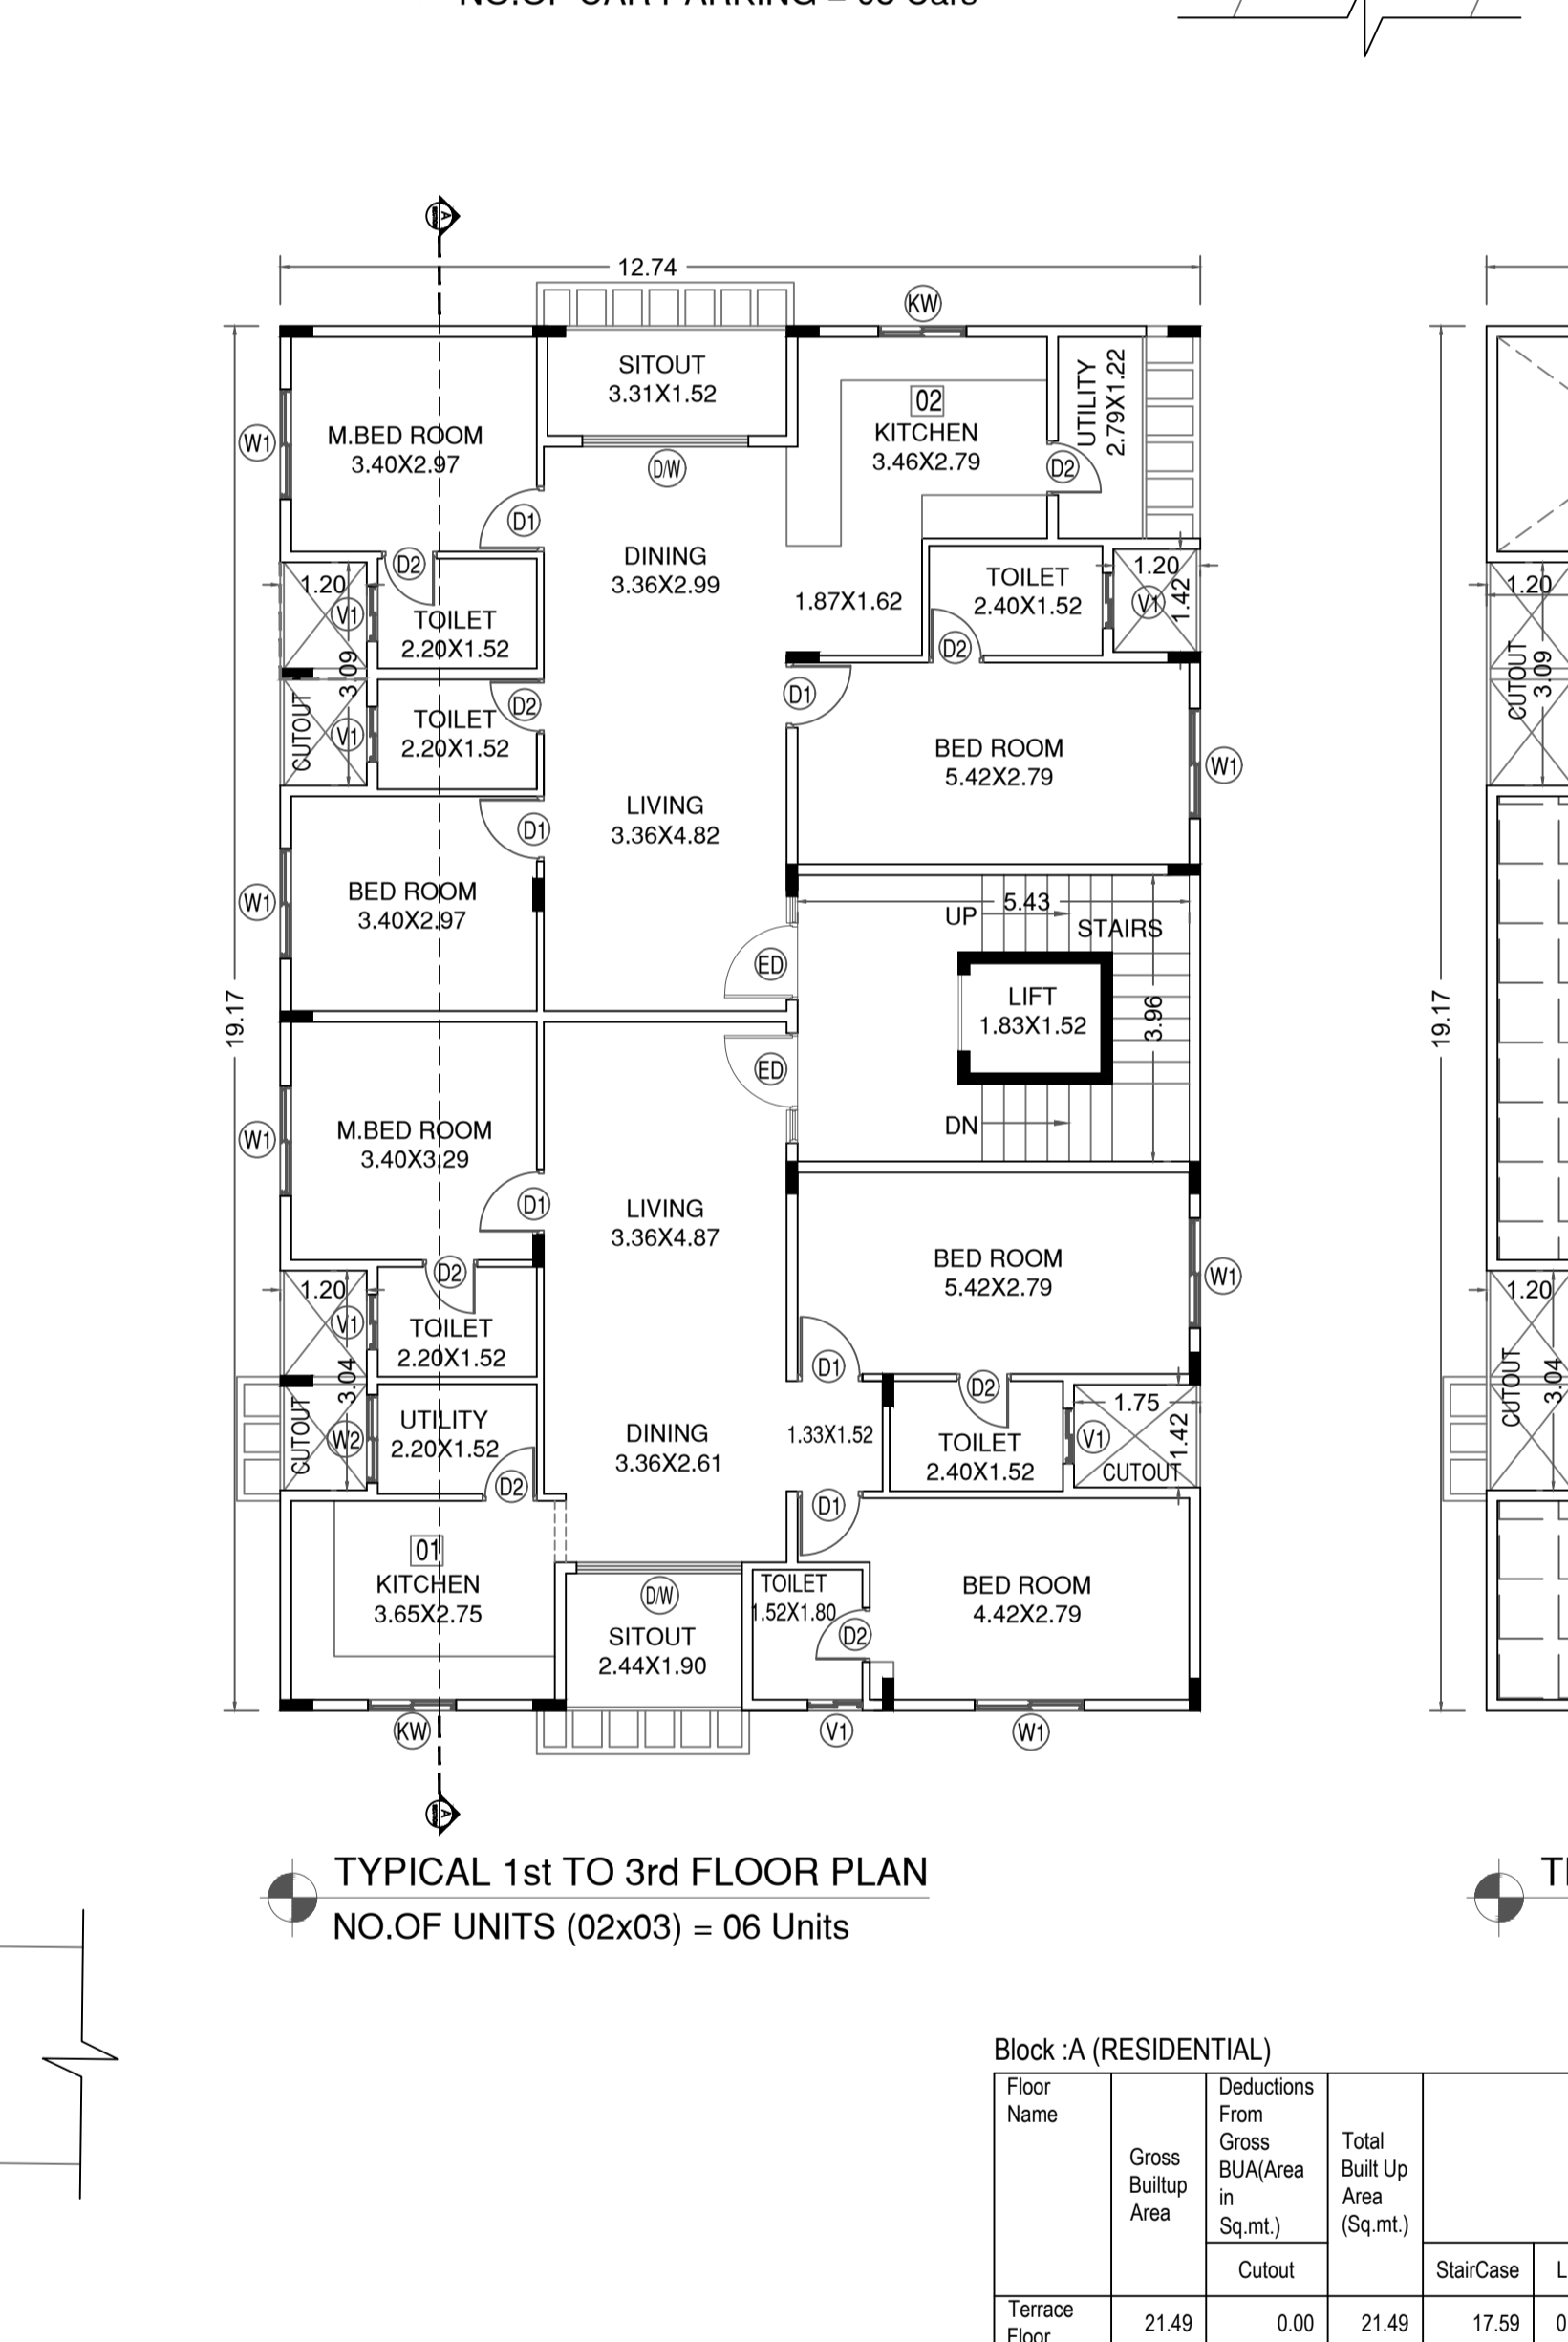 12.74
KW
SITOUT
3.31X1.52
02
KITCHEN
3.46X2.79
UTILITY
2.79X1.22
W1
M.BED ROOM
3.40X2.97
D/W
D2
D1
DINING
3.36X2.99
D2
1.20
V1
TOILET
2.20X1.52
3.09
1.87X1.62
TOILET
2.40X1.52
1.20
V1
1.42
D2
CUTOUT
V1
TOILET
2.20X1.52
D2
D1
BED ROOM
5.42X2.79
W1
LIVING
3.36X4.82
D1
W1
BED ROOM
3.40X2.97
5.43
UP
STAIRS
ED
LIFT
1.83X1.52
3.96
19.17
ED
DN
W1
M.BED ROOM
3.40X3.29
D1
LIVING
3.36X4.87
BED ROOM
5.42X2.79
W1
D2
1.20
V1
TOILET
2.20X1.52
3.04
D1
D2
CUTOUT
W2
UTILITY
2.20X1.52
D2
DINING
3.36X2.61
1.33X1.52
TOILET
2.40X1.52
V1
1.75
1.42
CUTOUT
D1
01
KITCHEN
3.65X2.75
D/W
SITOUT
2.44X1.90
TOILET
1.52X1.80
D2
BED ROOM
4.42X2.79
KW
V1
W1
A
A
1.20
CUTOUT
3.09
19.17
1.20
CUTOUT
3.04
TYPICAL 1st TO 3rd FLOOR PLAN
NO.OF UNITS (02x03) = 06 Units
Block :A (RESIDENTIAL)
Floor
Name
Gross
Builtup
Area
Deductions
From
Gross
BUA(Area
in
Sq.mt.)
Total
Built Up
Area
(Sq.mt.)
Cutout
StairCase
Terrace
Floor
21.49
0.00
21.49
17.59